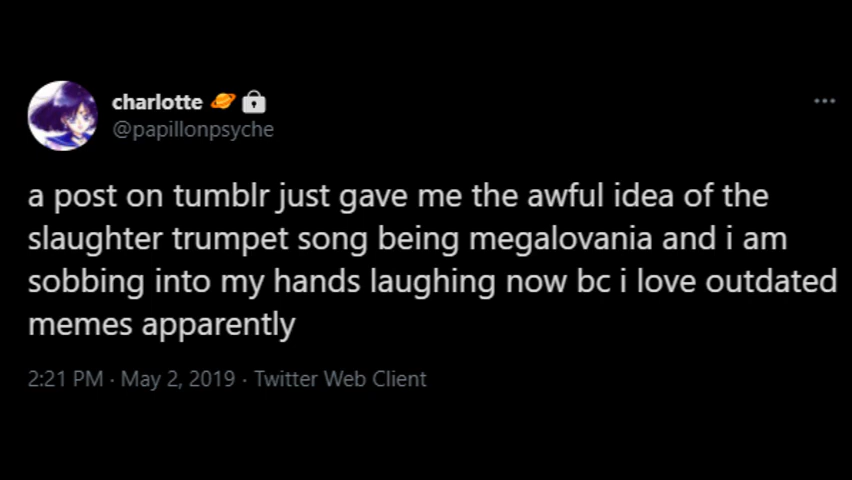 charlotte 🪐🔒
@papillonpsyche
a post on tumblr just gave me the awful idea of the
slaughter trumpet song being megalovania and i am
sobbing into my hands laughing now bc i love outdated
memes apparently
2:21 PM · May 2, 2019 · Twitter Web Client